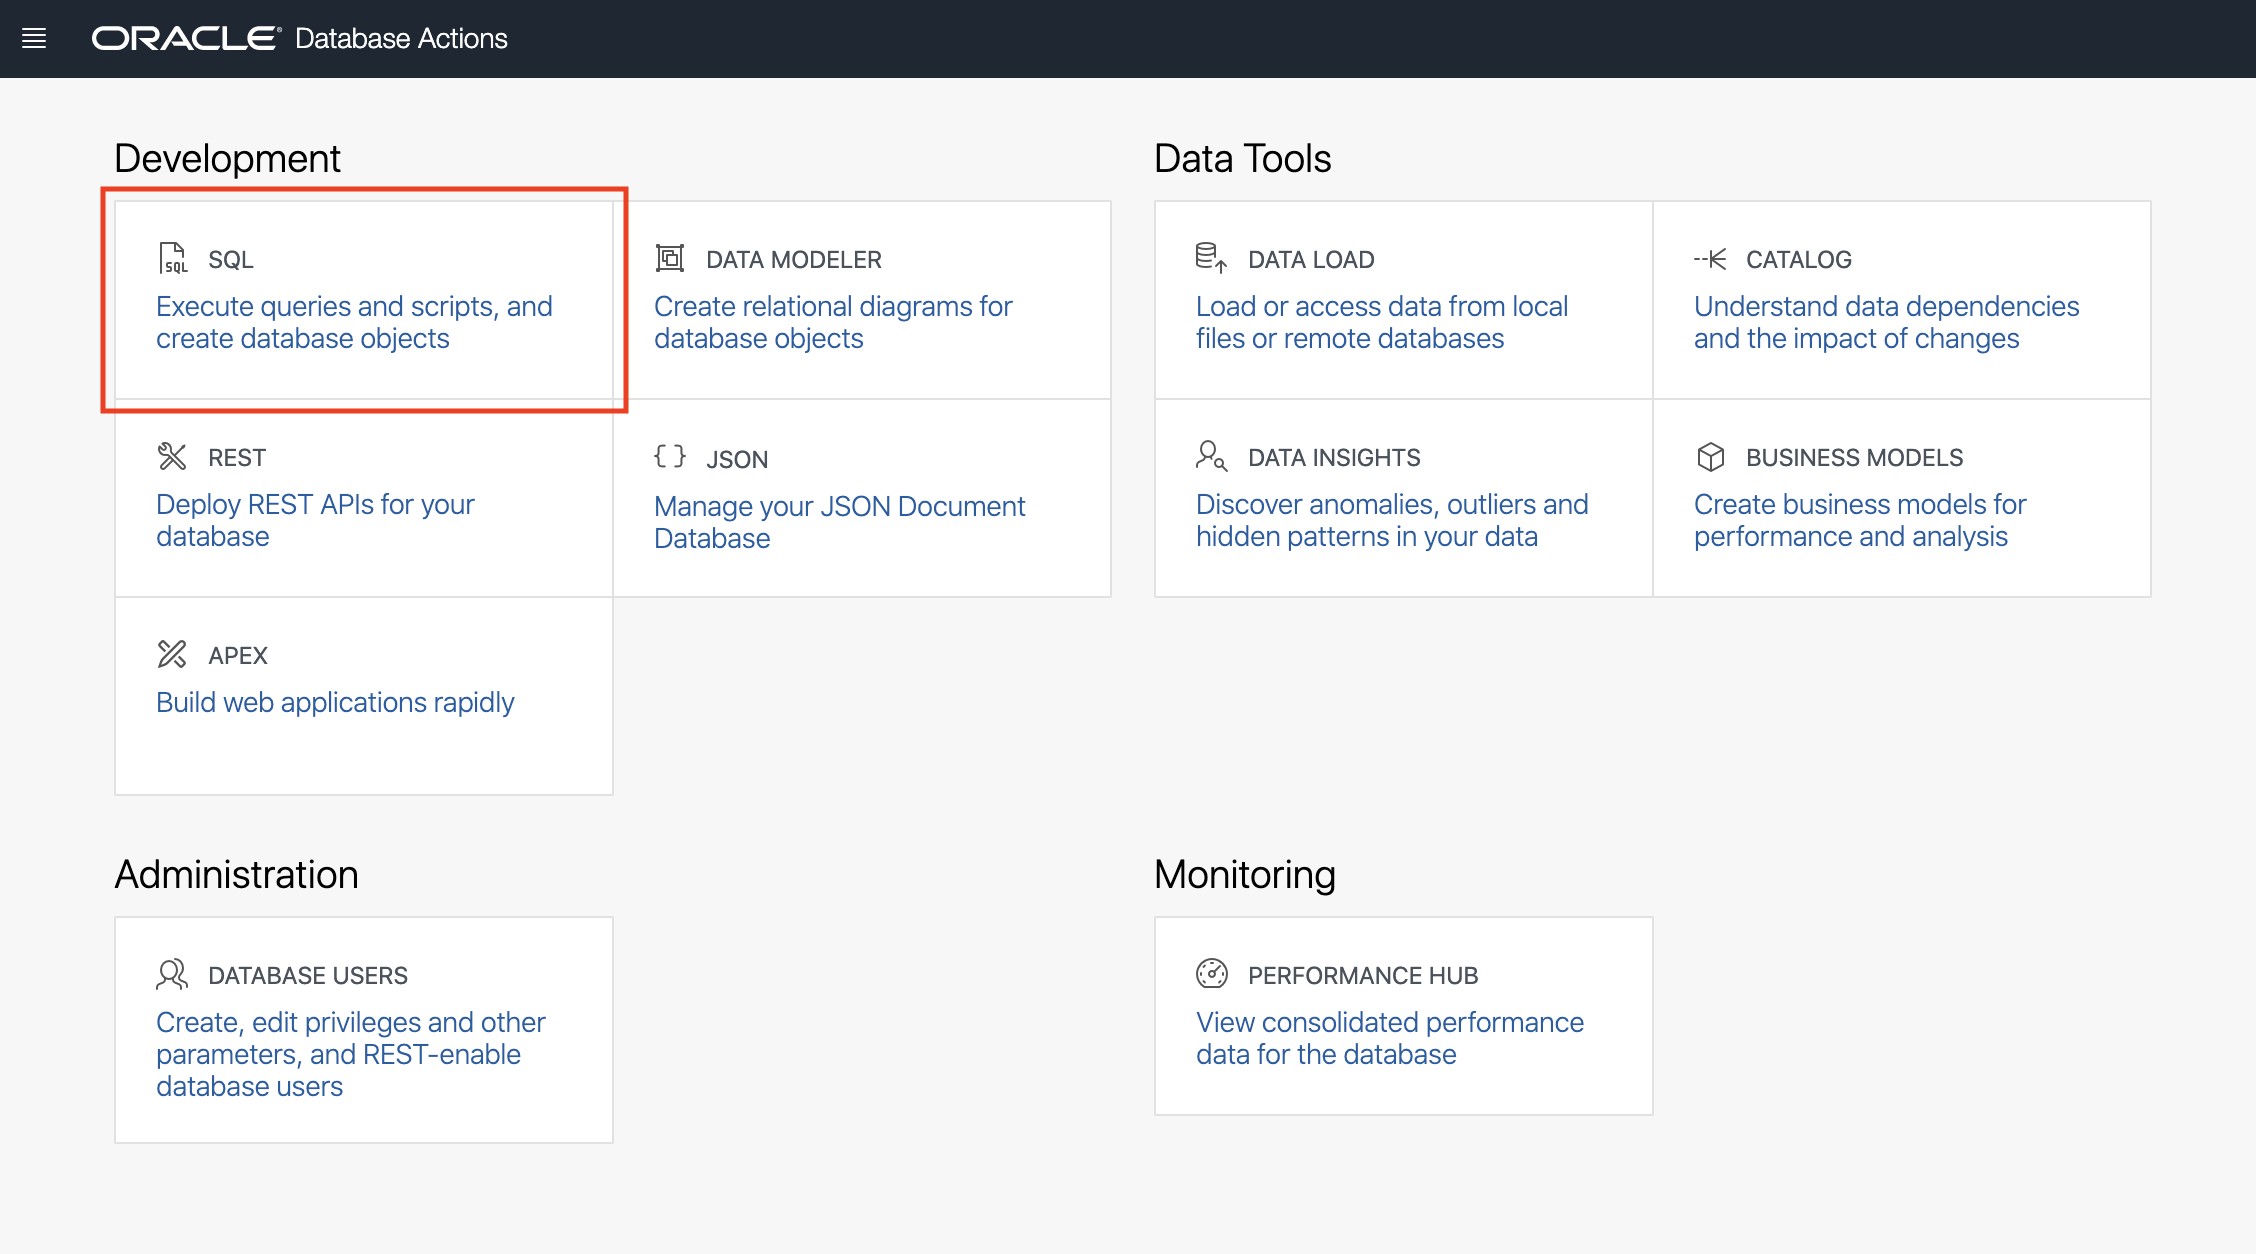 ORACLE® Database Actions
Development
SQL
Execute queries and scripts, and
create database objects
DATA MODELER
Create relational diagrams for
database objects
REST
Deploy REST APIs for your
database
{ } JSON
Manage your JSON Document
Database
APEX
Build web applications rapidly
Data Tools
DATA LOAD
Load or access data from local
files or remote databases
CATALOG
Understand data dependencies
and the impact of changes
DATA INSIGHTS
Discover anomalies, outliers and
hidden patterns in your data
BUSINESS MODELS
Create business models for
performance and analysis
Administration
DATABASE USERS
Create, edit privileges and other
parameters, and REST-enable
database users
Monitoring
PERFORMANCE HUB
View consolidated performance
data for the database